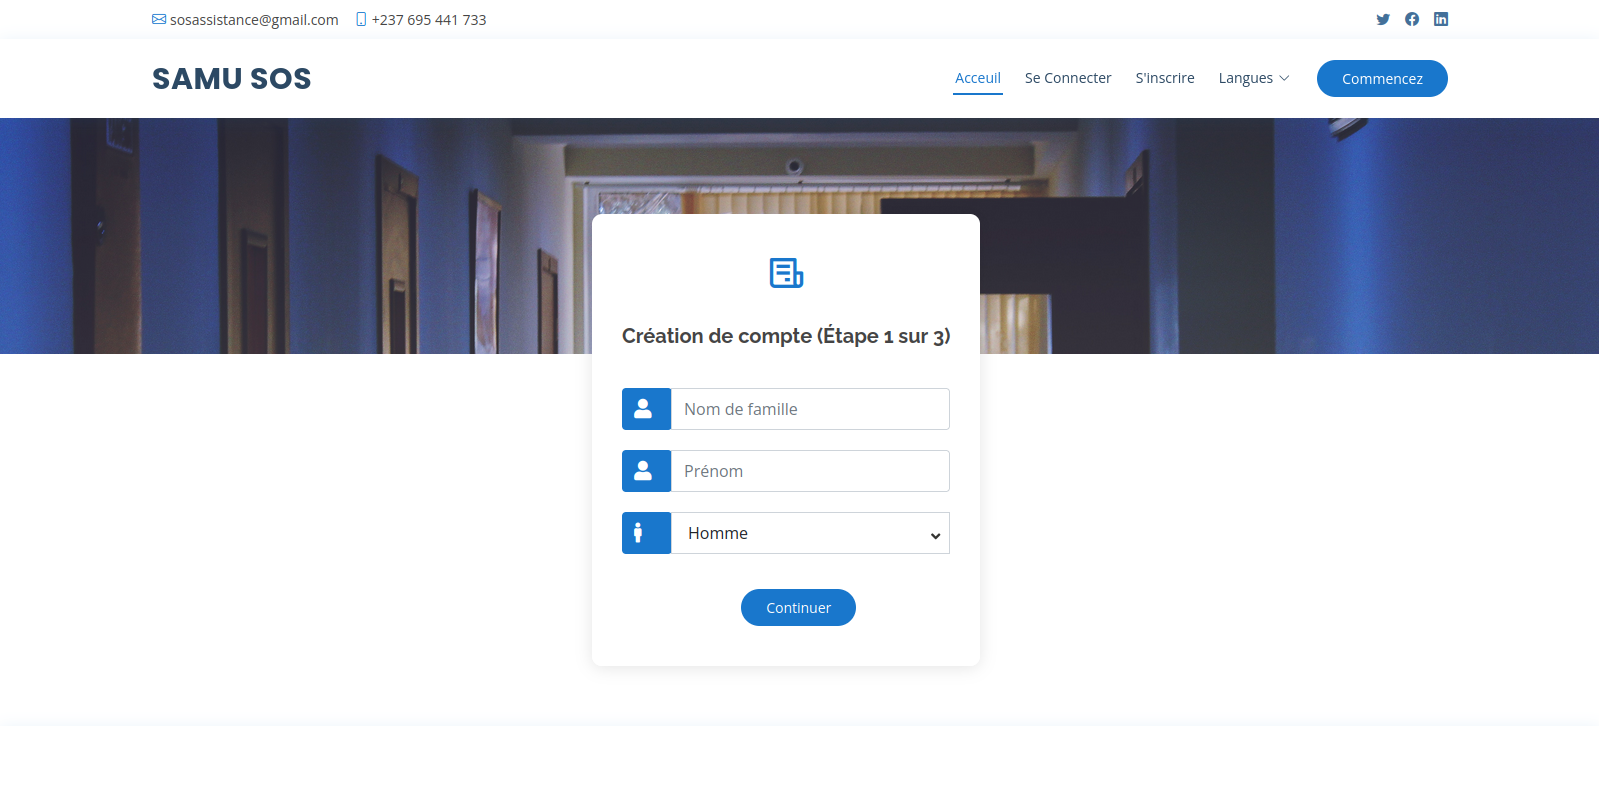 sosassistance@gmail.com +237 695 441 733
SAMU SOS
Acceuil Se Connecter S'inscrire Langues Commencez
Création de compte (Étape 1 sur 3)
Nom de famille
Prénom
Homme
Continuer